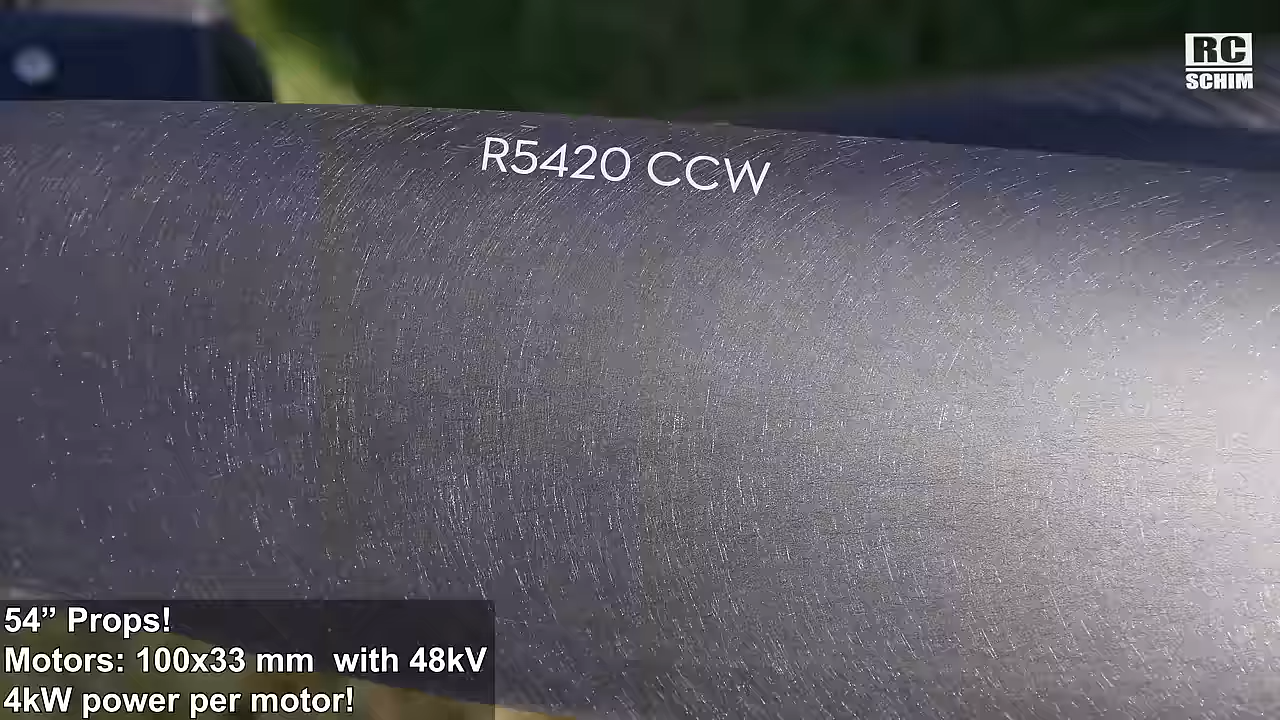 RC
SCHIM
R5420 CCW
54” Props!
Motors: 100x33 mm  with 48kV
4kW power per motor!